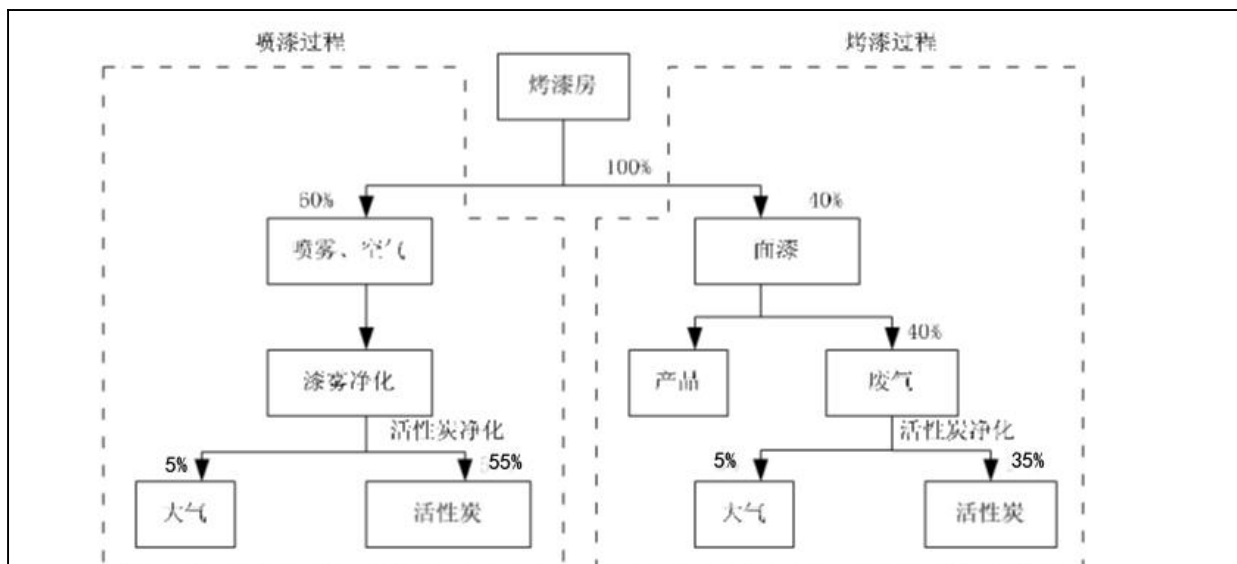 喷漆过程
烤漆过程
烤漆房
100%
60%
40%
喷雾、空气
面漆
40%
漆雾净化
产品
废气
活性炭净化
活性炭净化
5%
55%
5%
35%
大气
活性炭
大气
活性炭